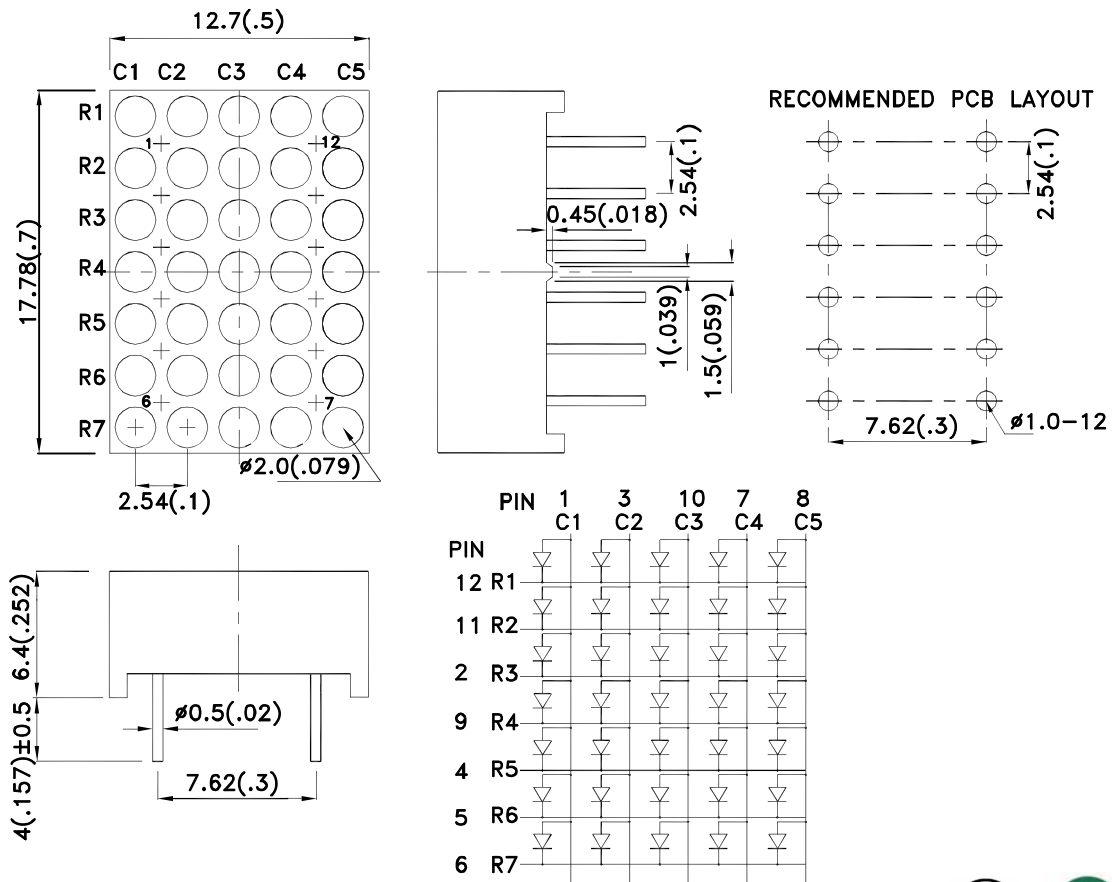 12.7(.5)
C1 C2 C3 C4 C5
R1
R2
R3
R4
R5
R6
R7
1
12
6
7
17.78(.7)
ø2.0(.079)
2.54(.1)
2.54(.1)
0.45(.018)
1(.039)
1.5(.059)
RECOMMENDED PCB LAYOUT
2.54(.1)
7.62(.3)
ø1.0-12
6.4(.252)
4(.157)±0.5
ø0.5(.02)
7.62(.3)
PIN 1 3 10 7 8
C1 C2 C3 C4 C5
PIN
12 R1
11 R2
2 R3
9 R4
4 R5
5 R6
6 R7